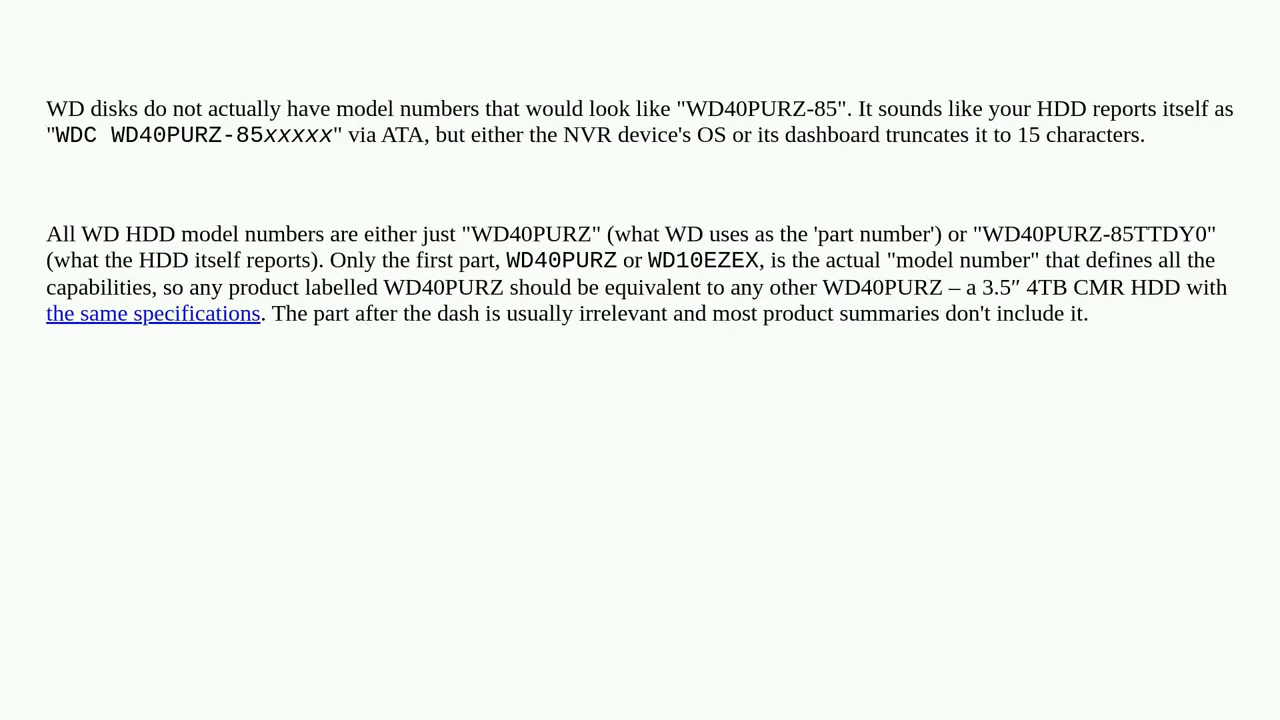 WD disks do not actually have model numbers that would look like "WD40PURZ-85". It sounds like your HDD reports itself as
"WDC WD40PURZ-85xxxxx" via ATA, but either the NVR device's OS or its dashboard truncates it to 15 characters.
All WD HDD model numbers are either just "WD40PURZ" (what WD uses as the 'part number') or "WD40PURZ-85TTDY0"
(what the HDD itself reports). Only the first part, WD40PURZ or WD10EZEX, is the actual "model number" that defines all the
capabilities, so any product labelled WD40PURZ should be equivalent to any other WD40PURZ – a 3.5″ 4TB CMR HDD with
the same specifications. The part after the dash is usually irrelevant and most product summaries don't include it.